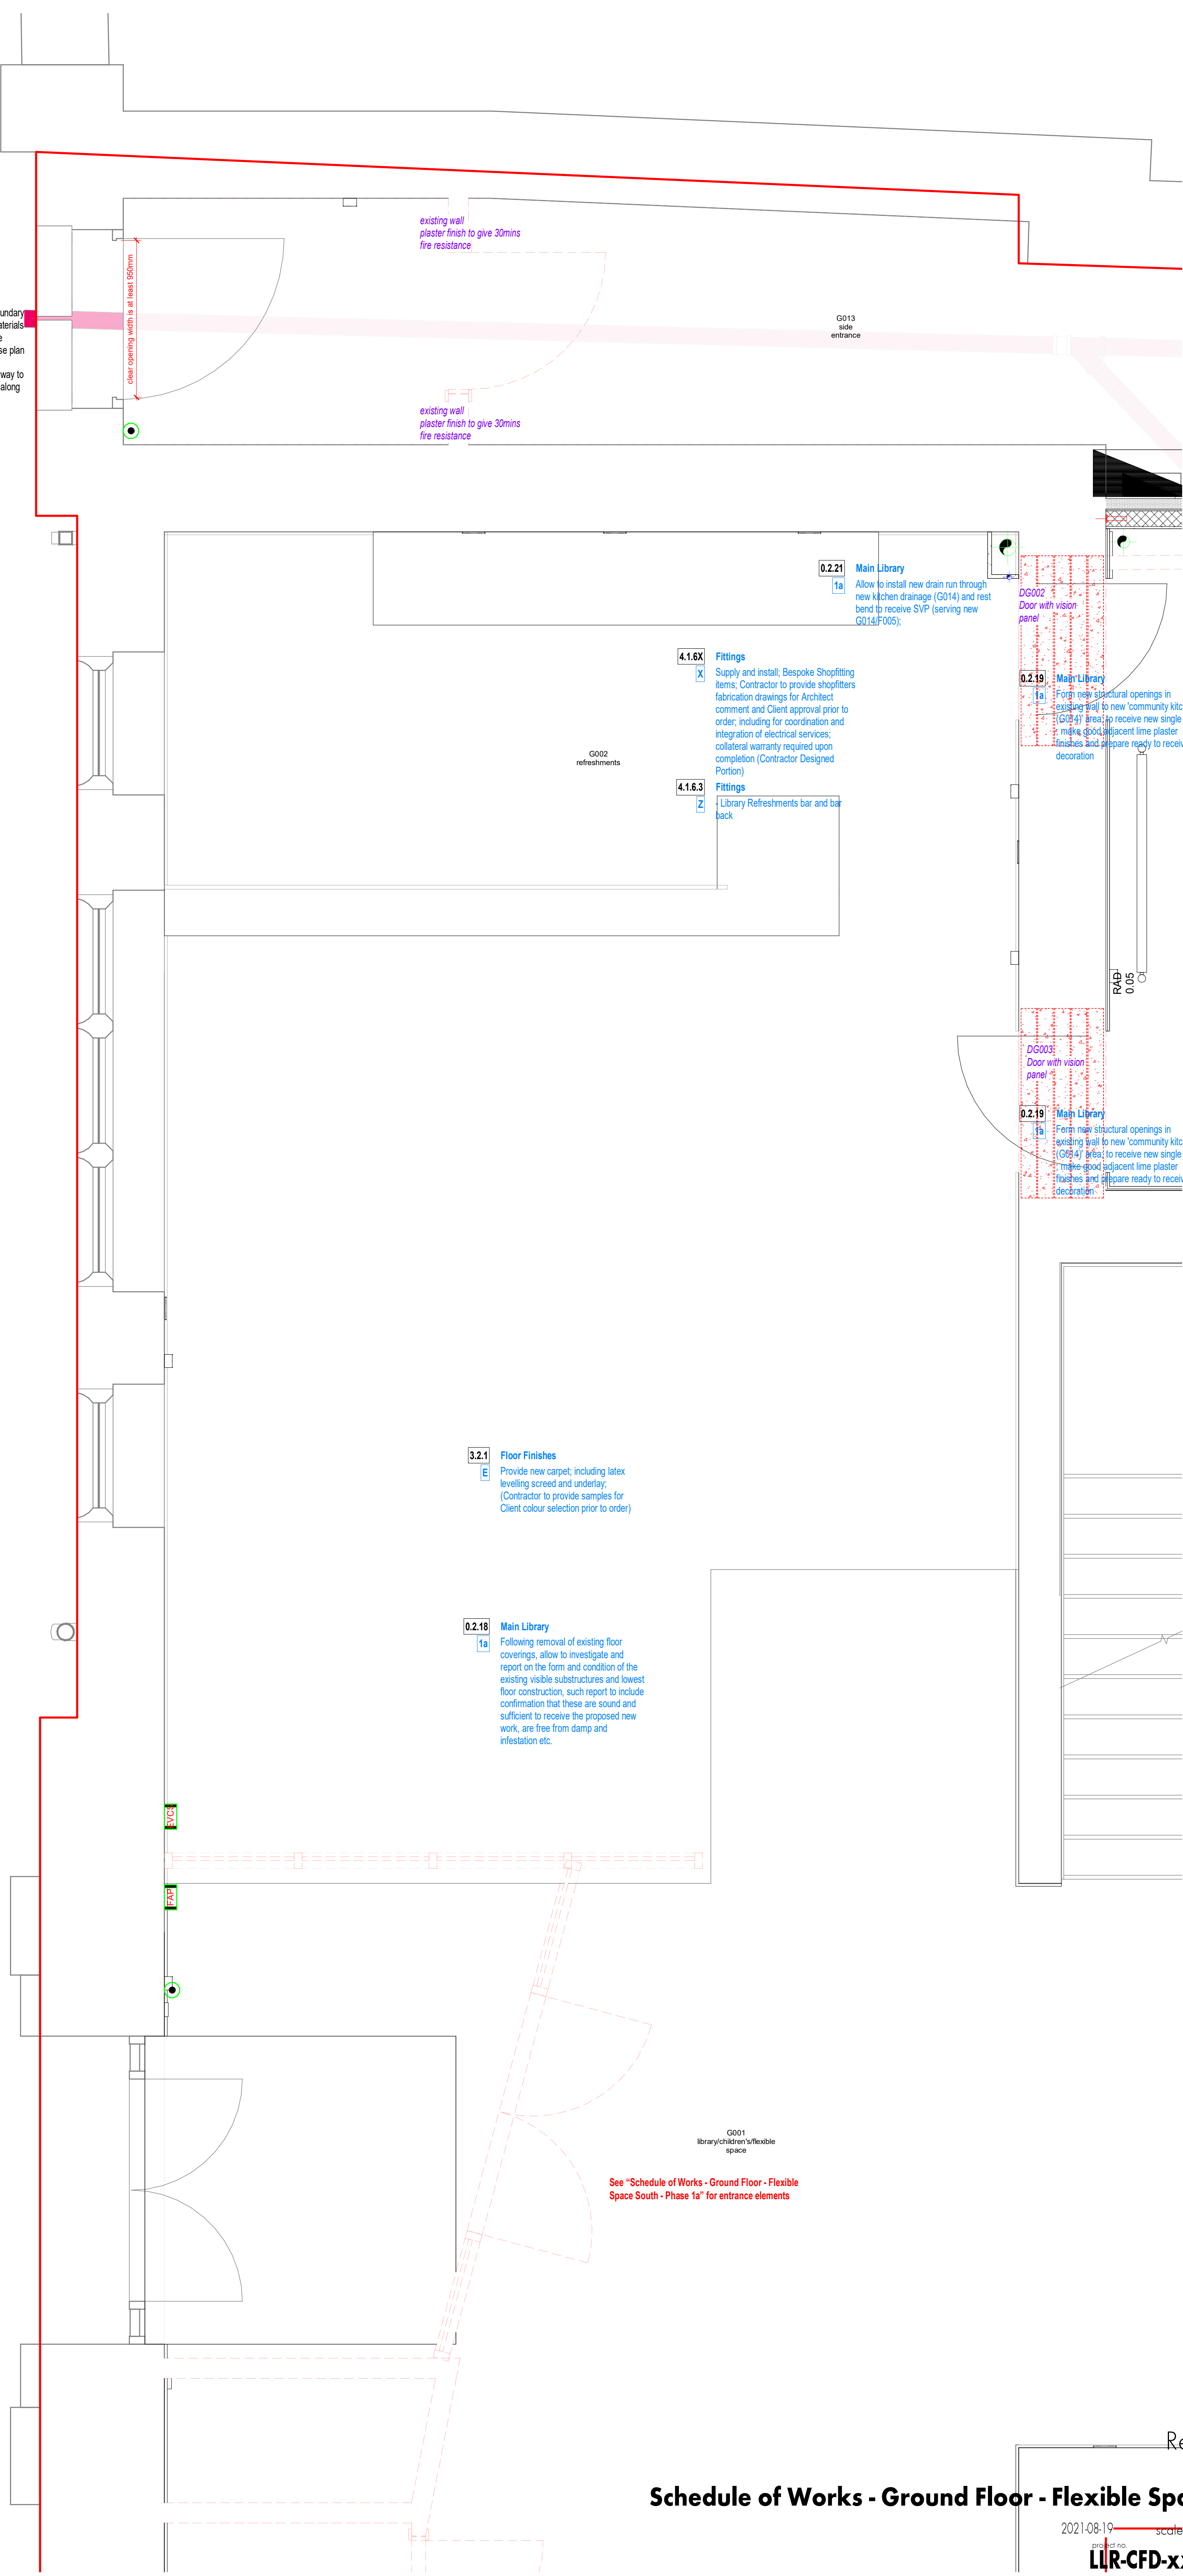 existing wall
plaster finish to give 30mins
fire resistance
clear opening width is at least 950mm
undary
aterials
e
se plan
way to
along
G013
side
entrance
existing wall
plaster finish to give 30mins
fire resistance
0.2.21 Main Library
1a Allow to install new drain run through
new kitchen drainage (G014) and rest
bend to receive SVP (serving new
G014/F005);
DG002
Door with vision
panel
4.1.6X Fittings
X Supply and install; Bespoke Shopfitting
items; Contractor to provide shopfitters
fabrication drawings for Architect
comment and Client approval prior to
order; including for coordination and
integration of electrical services;
collateral warranty required upon
completion (Contractor Designed
Portion)
0.2.19 Main Library
1a Form new structural openings in
existing wall to new 'community kitc
(G014)' area; to receive new single
- make good adjacent lime plaster
finishes and prepare ready to receiv
decoration
G002
refreshments
4.1.6.3 Fittings
Z - Library Refreshments bar and bar
back
RAD
0.05
DG003
Door with vision
panel
0.2.19 Main Library
1a Form new structural openings in
existing wall to new 'community kitc
(G014)' area; to receive new single
- make good adjacent lime plaster
finishes and prepare ready to receiv
decoration
3.2.1 Floor Finishes
E Provide new carpet; including latex
levelling screed and underlay;
(Contractor to provide samples for
Client colour selection prior to order)
0.2.18 Main Library
1a Following removal of existing floor
coverings, allow to investigate and
report on the form and condition of the
existing visible substructures and lowest
floor construction, such report to include
confirmation that these are sound and
sufficient to receive the proposed new
work, are free from damp and
infestation etc.
EVCS
FAP
G001
library/children's/flexible
space
See “Schedule of Works - Ground Floor - Flexible
Space South - Phase 1a” for entrance elements
Re
Schedule of Works - Ground Floor - Flexible Spa
2021-08-19 scale
project no.
LLR-CFD-xx